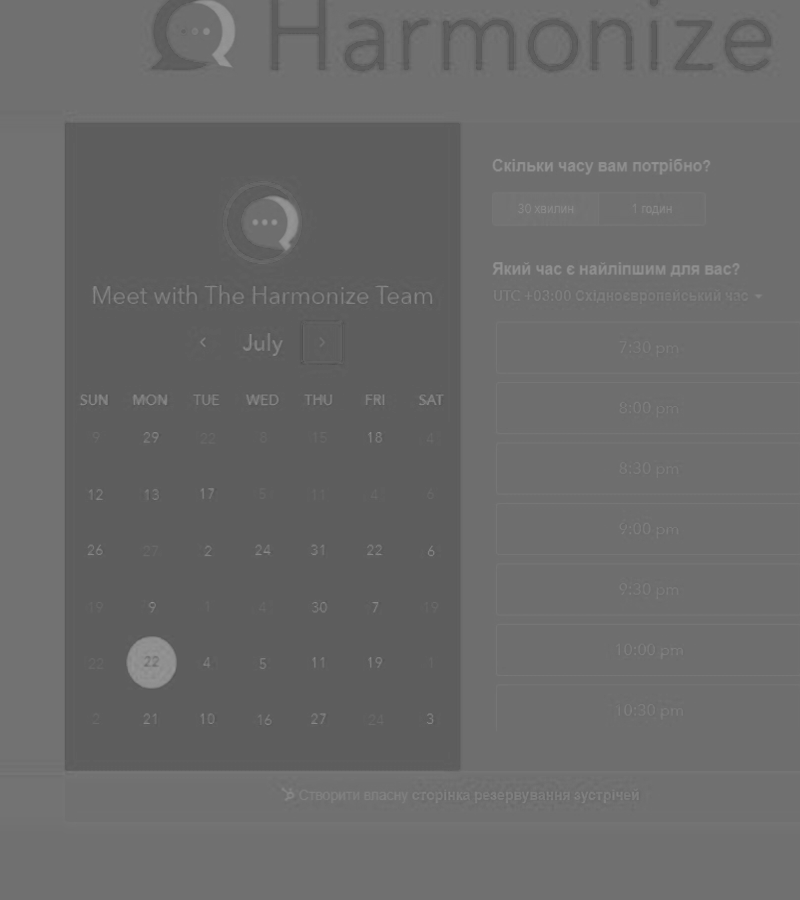 Harmonize
Meet with The Harmonize Team
July
SUN MON TUE WED THU FRI SAT
9 29 22 8 15 18 4
12 13 17 5 11 4 6
26 27 2 24 31 22 6
19 9 1 4 30 7 19
22 22 4 5 11 19 1
2 21 10 16 27 24 3
Скільки часу вам потрібно?
30 хвилин 1 годин
Який час є найліпшим для вас?
UTC +03:00 Східноєвропейський час
7:30 pm
8:00 pm
8:30 pm
9:00 pm
9:30 pm
10:00 pm
10:30 pm
Створити власну сторінка резервування зустрічей